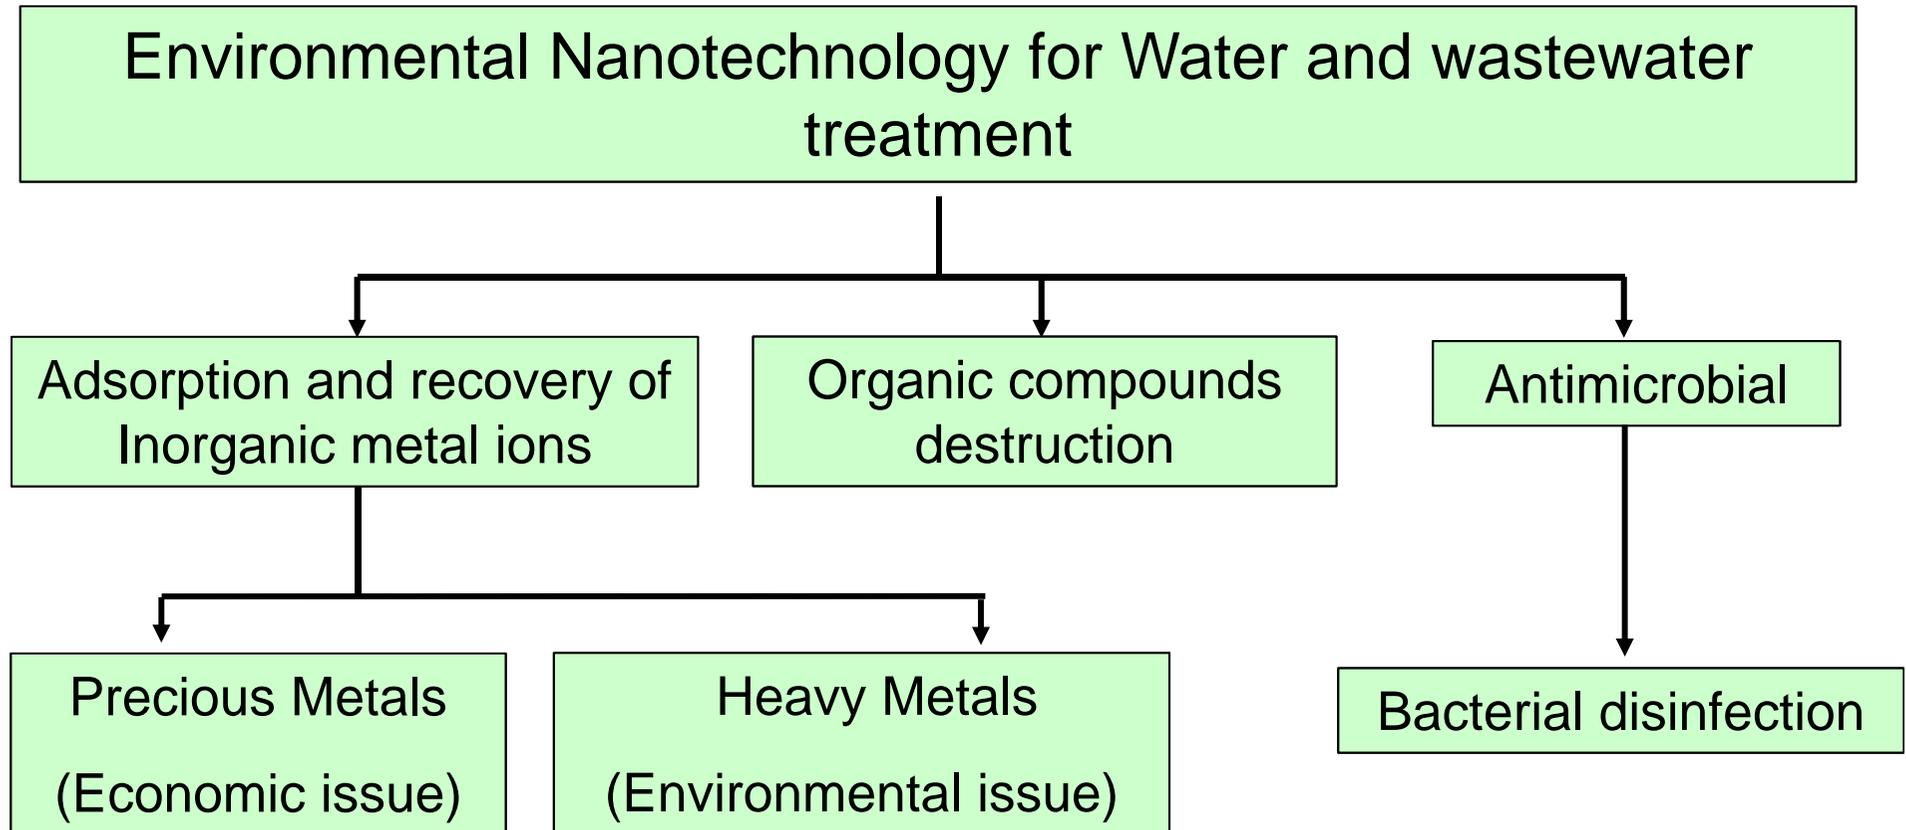 Environmental Nanotechnology for Water and wastewater
treatment
Adsorption and recovery of
Inorganic metal ions
Organic compounds
destruction
Antimicrobial
Precious Metals
(Economic issue)
Heavy Metals
(Environmental issue)
Bacterial disinfection